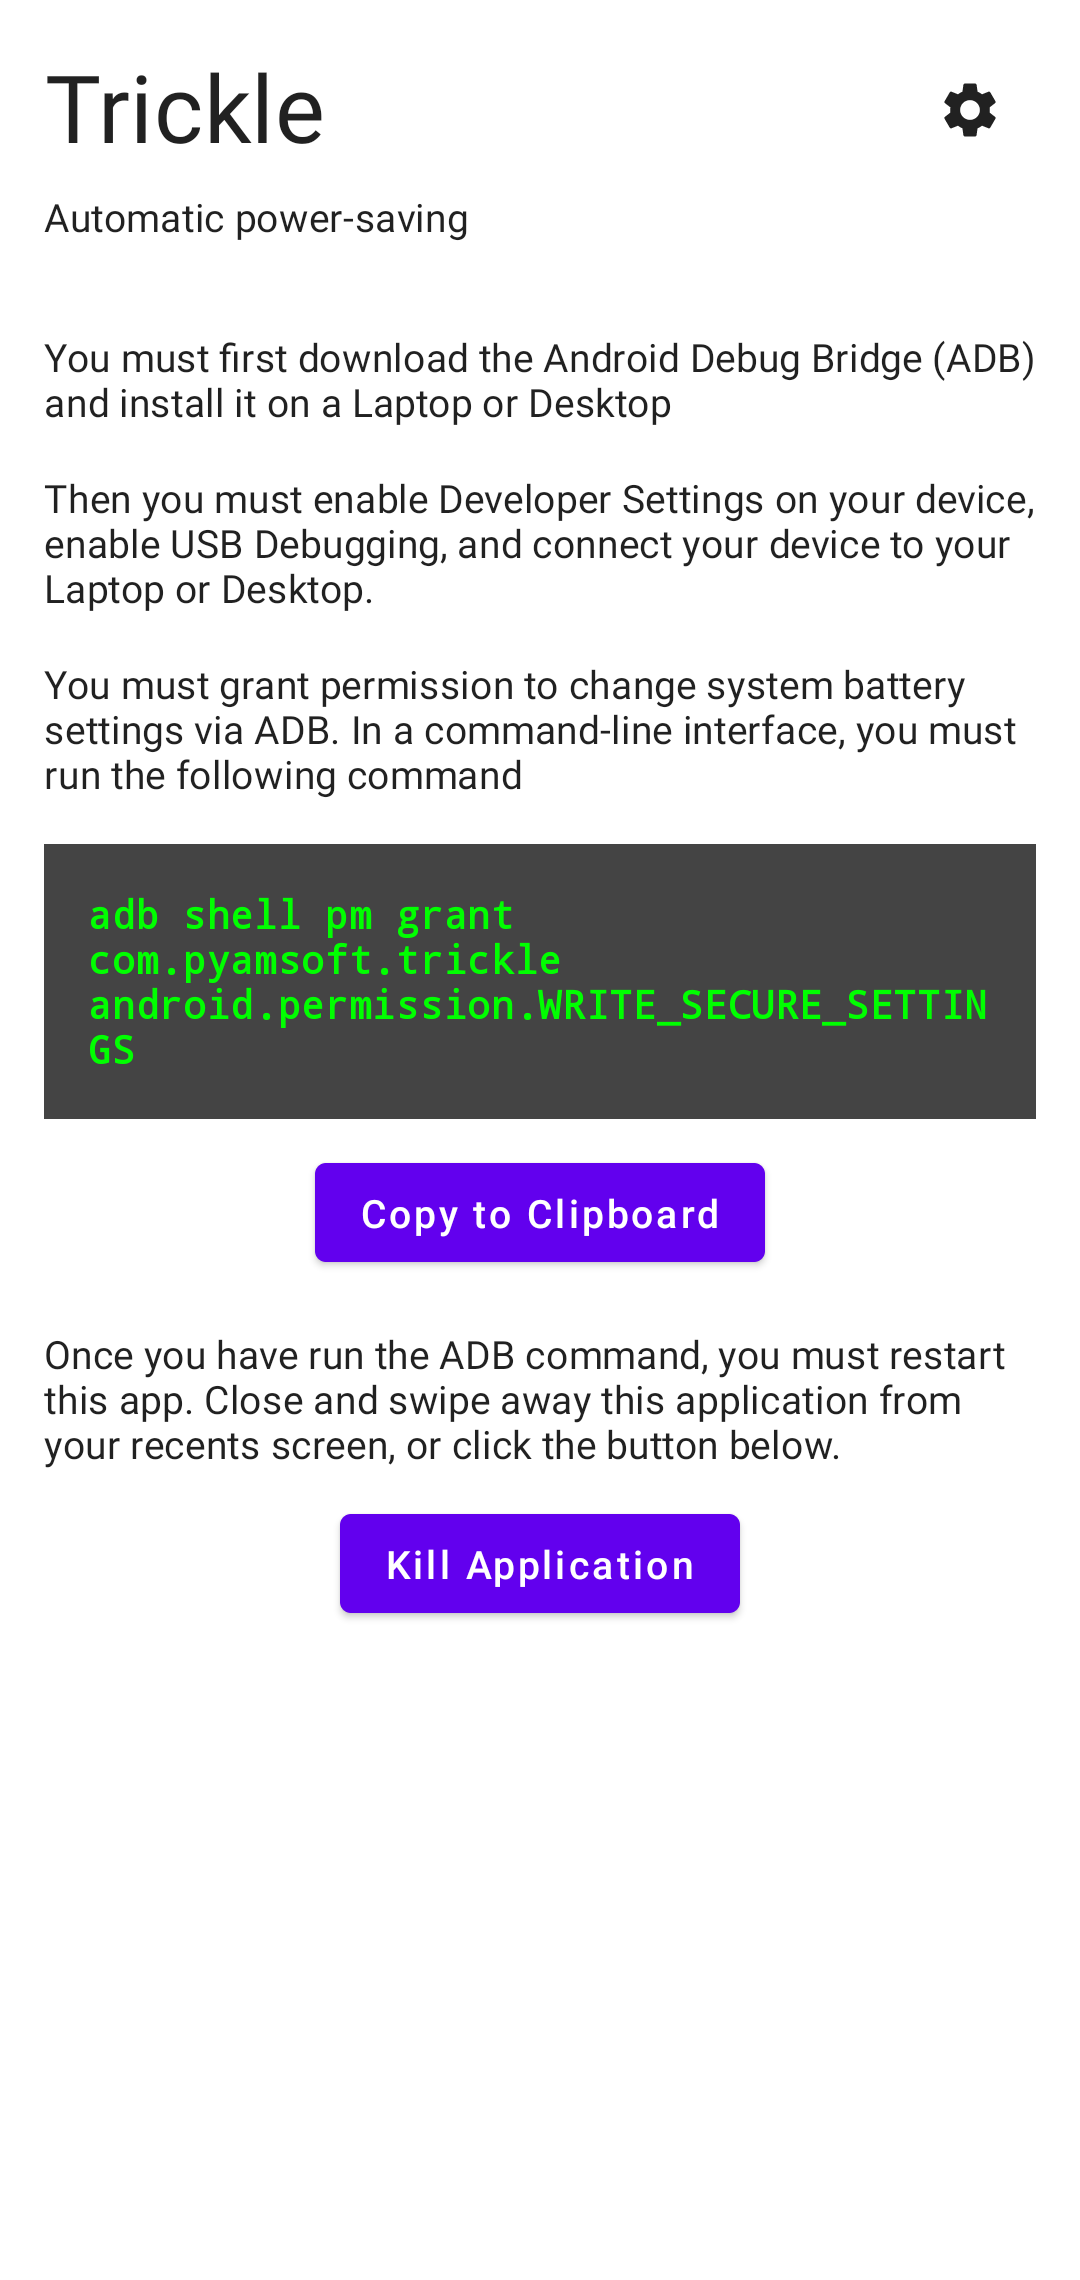 Trickle
Automatic power-saving
You must first download the Android Debug Bridge (ADB)
and install it on a Laptop or Desktop
Then you must enable Developer Settings on your device,
enable USB Debugging, and connect your device to your
Laptop or Desktop.
You must grant permission to change system battery
settings via ADB. In a command-line interface, you must
run the following command
adb shell pm grant
com.pyamsoft.trickle
android.permission.WRITE_SECURE_SETTIN
GS
Copy to Clipboard
Once you have run the ADB command, you must restart
this app. Close and swipe away this application from
your recents screen, or click the button below.
Kill Application